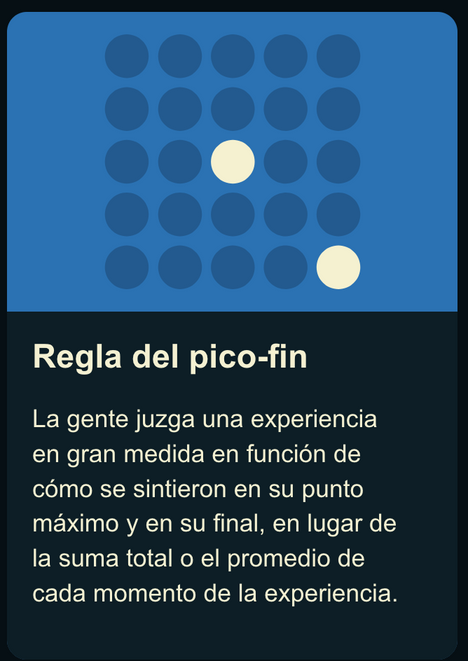 Regla del pico-fin
La gente juzga una experiencia
en gran medida en función de
cómo se sintieron en su punto
máximo y en su final, en lugar de
la suma total o el promedio de
cada momento de la experiencia.